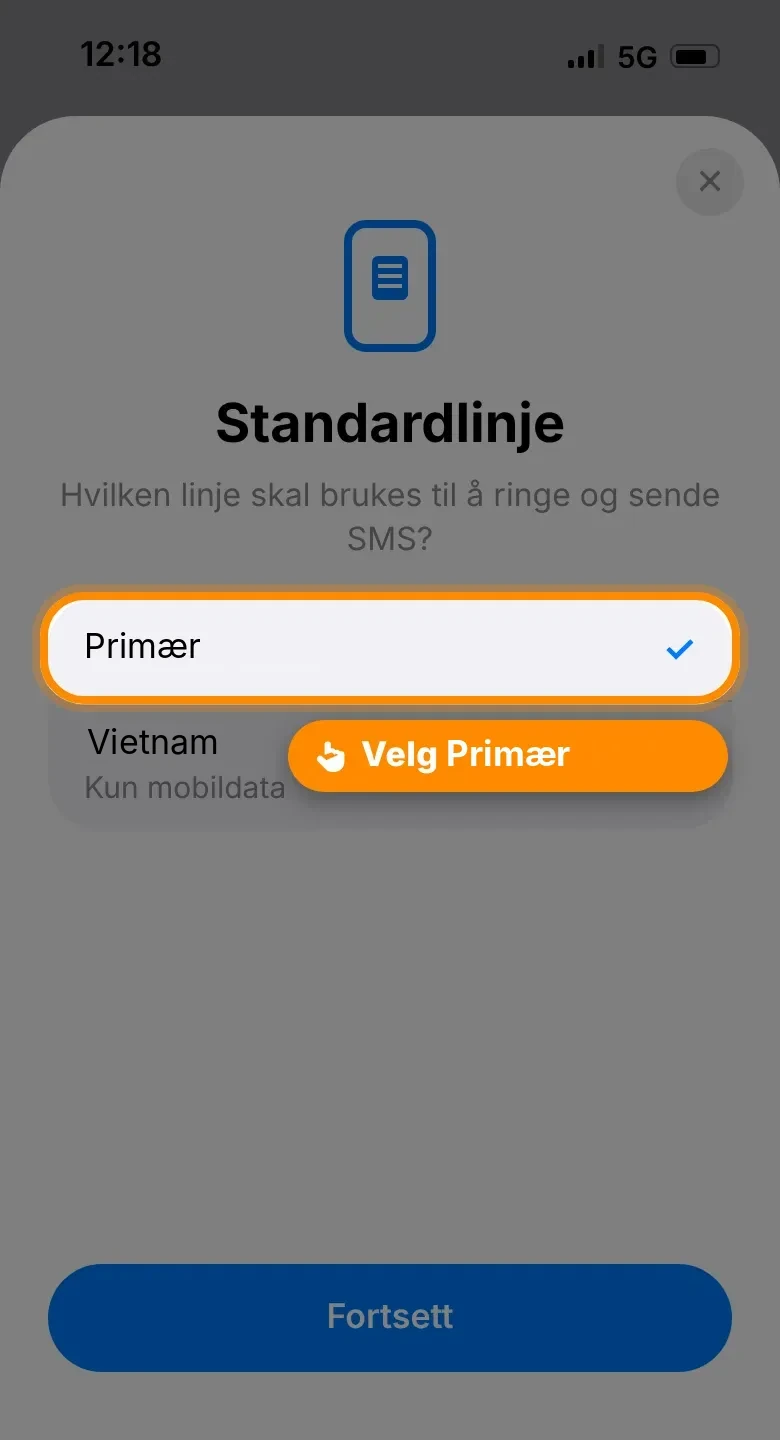 12:18
5G
Standardlinje
Hvilken linje skal brukes til å ringe og sende
SMS?
Primær
Vietnam
Velg Primær
Kun mobildata
Fortsett